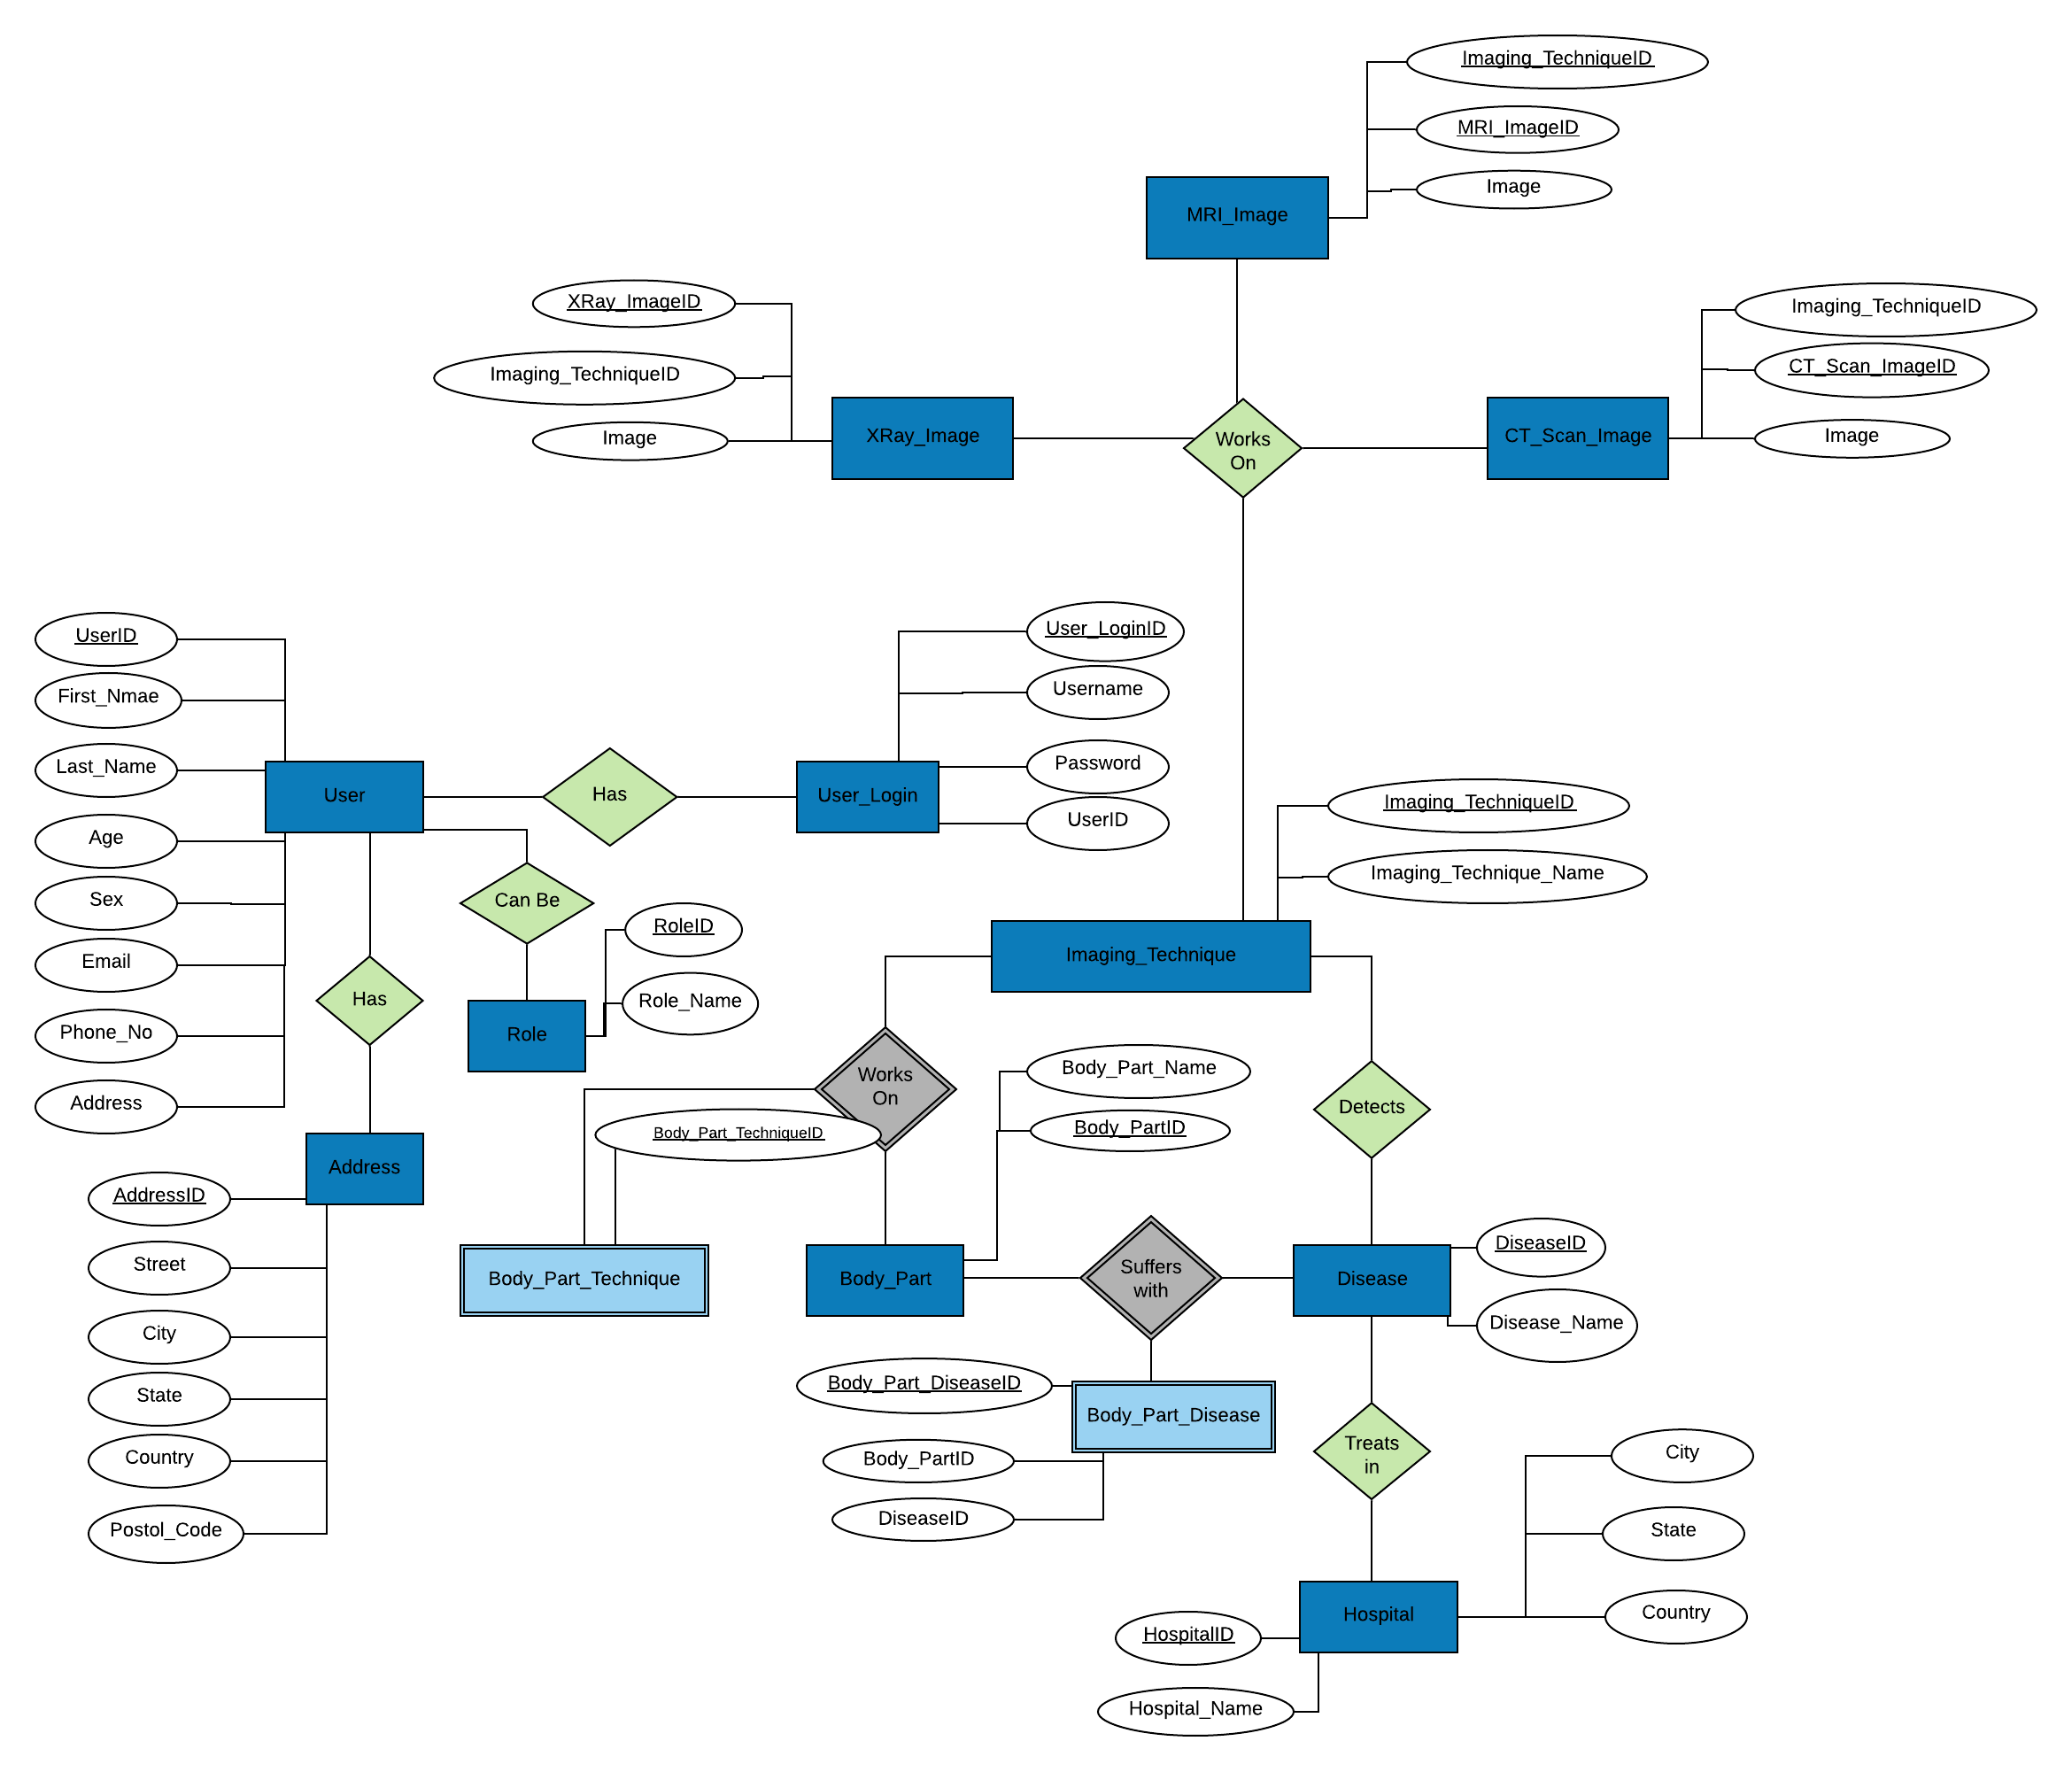 Imaging_TechniqueID
MRI_ImageID
Image
MRI_Image
XRay_ImageID
Imaging_TechniqueID
Image
XRay_Image
Works
On
CT_Scan_Image
Imaging_TechniqueID
CT_Scan_ImageID
Image
UserID
First_Nmae
Last_Name
Age
Sex
Email
Phone_No
Address
User
Has
User_Login
User_LoginID
Username
Password
UserID
Can Be
RoleID
Role_Name
Role
Has
Address
AddressID
Street
City
State
Country
Postol_Code
Imaging_TechniqueID
Imaging_Technique_Name
Imaging_Technique
Works
On
Body_Part_TechniqueID
Body_Part_Technique
Body_Part_Name
Body_PartID
Body_Part
Detects
Suffers
with
Disease
DiseaseID
Disease_Name
Body_Part_DiseaseID
Body_Part_Disease
Body_PartID
DiseaseID
Treats
in
City
State
Country
Hospital
HospitalID
Hospital_Name